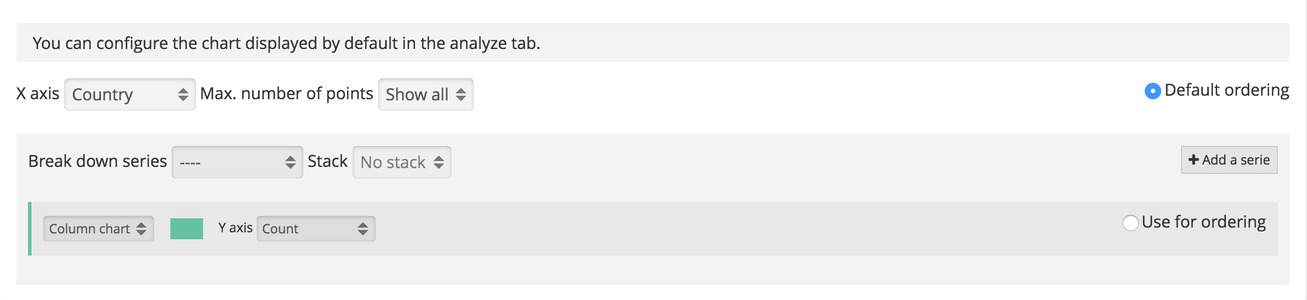 You can configure the chart displayed by default in the analyze tab.
X axis Country Max. number of points Show all Default ordering
Break down series ---- Stack No stack + Add a serie
Column chart Y axis Count Use for ordering